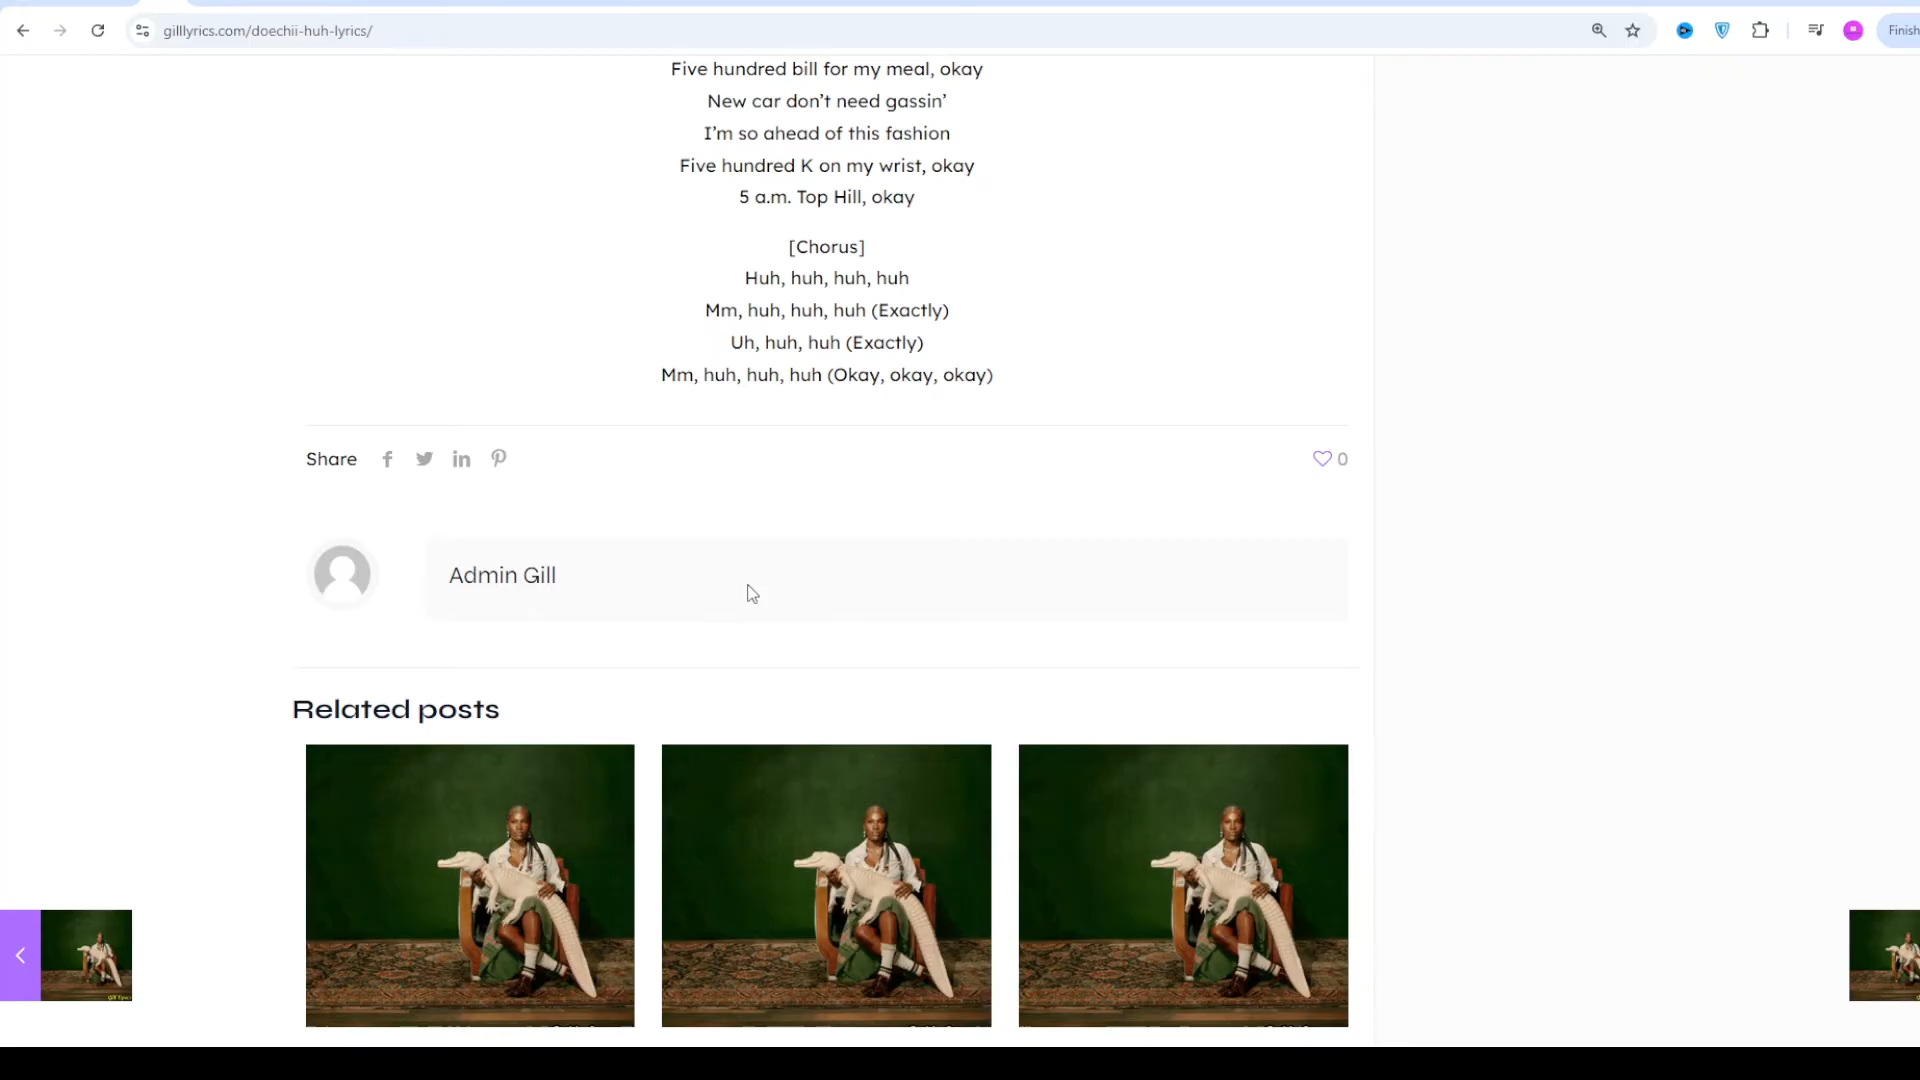 gilllyrics.com/doechii-huh-lyrics/
Finish
Five hundred bill for my meal, okay
New car don’t need gassin’
I’m so ahead of this fashion
Five hundred K on my wrist, okay
5 a.m. Top Hill, okay
[Chorus]
Huh, huh, huh, huh
Mm, huh, huh, huh (Exactly)
Uh, huh, huh (Exactly)
Mm, huh, huh, huh (Okay, okay, okay)
Share
0
Admin Gill
Related posts